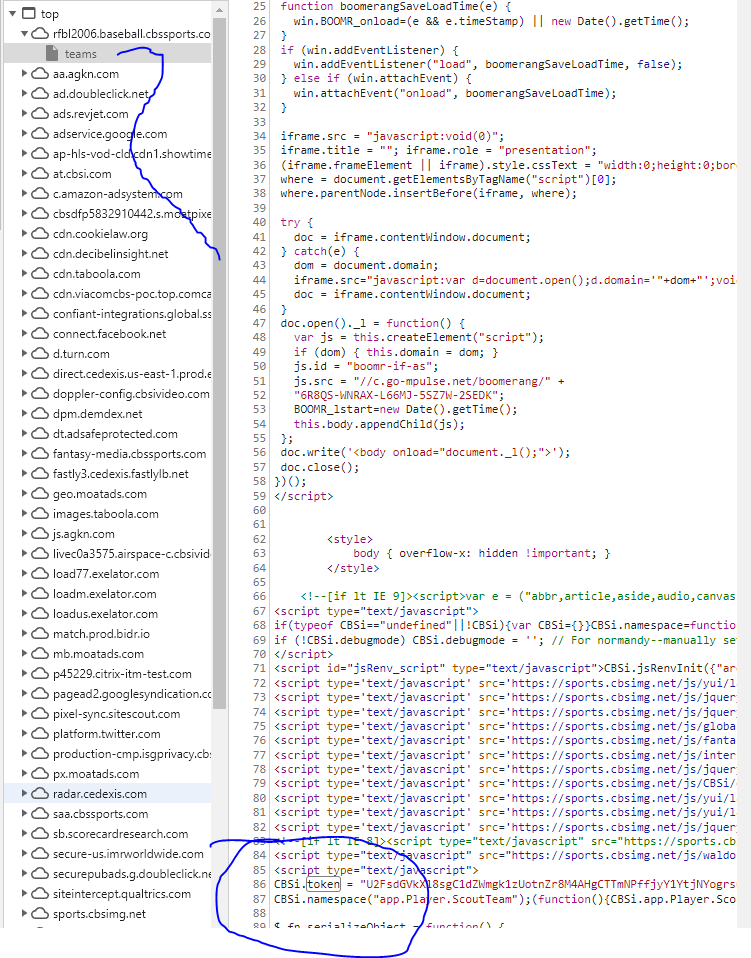 top
rfbl2006.baseball.cbssports.co
teams
aa.agkn.com
ad.doubleclick.net
ads.revjet.com
adservice.google.com
ap-hls-vod-cld.cdn1.showtime
at.cbsi.com
c.amazon-adsystem.com
cbsdfp5832910442.s.moatpixe
cdn.cookielaw.org
cdn.decibelinsight.net
cdn.taboola.com
cdn.viacomcbs-poc.top.comca
confiant-integrations.global.ss
connect.facebook.net
d.turn.com
direct.cedexis.us-east-1.prod.e
doppler-config.cbsivideo.com
dpm.demdex.net
dt.adsafeprotected.com
fantasy-media.cbssports.com
fastly3.cedexis.fastlylb.net
geo.moatads.com
images.taboola.com
js.agkn.com
livec0a3575.airspace-c.cbsivide
load77.exelator.com
loadm.exelator.com
loadus.exelator.com
match.prod.bidr.io
mb.moatads.com
p45229.citrix-itm-test.com
pagead2.googlesyndication.co
pixel-sync.sitescout.com
platform.twitter.com
production-cmp.isgprivacy.cbs
px.moatads.com
radar.cedexis.com
saa.cbssports.com
sb.scorecardresearch.com
secure-us.imrworldwide.com
securepubads.g.doubleclick.ne
siteintercept.qualtrics.com
sports.cbsimg.net
25 function boomerangSaveLoadTime(e) {
26 win.BOOMR_onload=(e && e.timeStamp) || new Date().getTime();
27 }
28 if (win.addEventListener) {
29 win.addEventListener("load", boomerangSaveLoadTime, false);
30 } else if (win.attachEvent) {
31 win.attachEvent("onload", boomerangSaveLoadTime);
32 }
33
34 iframe.src = "javascript:void(0)";
35 iframe.title = ""; iframe.role = "presentation";
36 (iframe.frameElement || iframe).style.cssText = "width:0;height:0;bor
37 where = document.getElementsByTagName("script")[0];
38 where.parentNode.insertBefore(iframe, where);
39
40 try {
41 doc = iframe.contentWindow.document;
42 } catch(e) {
43 dom = document.domain;
44 iframe.src="javascript:var d=document.open();d.domain='"+dom+"';voi
45 doc = iframe.contentWindow.document;
46 }
47 doc.open()._l = function() {
48 var js = this.createElement("script");
49 if (dom) { this.domain = dom; }
50 js.id = "boomr-if-as";
51 js.src = "//c.go-mpulse.net/boomerang/" +
52 "6R8QS-WNRAX-L66MJ-5SZ7W-2SEDK";
53 BOOMR_lstart=new Date().getTime();
54 this.body.appendChild(js);
55 };
56 doc.write('<body onload="document._l();">');
57 doc.close();
58 })();
59 </script>
60
61
62 <style>
63 body { overflow-x: hidden !important; }
64 </style>
65
66 <!--[if lt IE 9]><script>var e = ("abbr,article,aside,audio,canvas
67 <script type="text/javascript">
68 if(typeof CBSi=="undefined"||!CBSi){var CBSi={}}CBSi.namespace=function
69 if (!CBSi.debugmode) CBSi.debugmode = ''; // For normandy--manually se
70 </script>
71 <script id="jsRenv_script" type="text/javascript">CBSi.jsRenvInit({"ar
72 <script type='text/javascript' src='https://sports.cbsimg.net/js/yui/l
73 <script type='text/javascript' src='https://sports.cbsimg.net/js/jquer
74 <script type='text/javascript' src='https://sports.cbsimg.net/js/jquer
75 <script type='text/javascript' src='https://sports.cbsimg.net/js/globa
76 <script type='text/javascript' src='https://sports.cbsimg.net/js/fanta
77 <script type='text/javascript' src='https://sports.cbsimg.net/js/inter
78 <script type='text/javascript' src='https://sports.cbsimg.net/js/jquer
79 <script type='text/javascript' src='https://sports.cbsimg.net/js/CBSi/
80 <script type='text/javascript' src='https://sports.cbsimg.net/js/yui/l
81 <script type='text/javascript' src='https://sports.cbsimg.net/js/yui/l
82 <script type='text/javascript' src='https://sports.cbsimg.net/js/jquer
83 if lt IE 8]><script type="text/javascript" src="https://sports.cb
84 <script type="text/javascript" src="https://sports.cbsimg.net/js/waldo
85 <script type="text/javascript">
86 CBSi.token =
87 CBSi.namespace("app.Player.ScoutTeam");(function(){CBSi.app.Player.Sco
88
89 $.fn.serializeObject = function() {